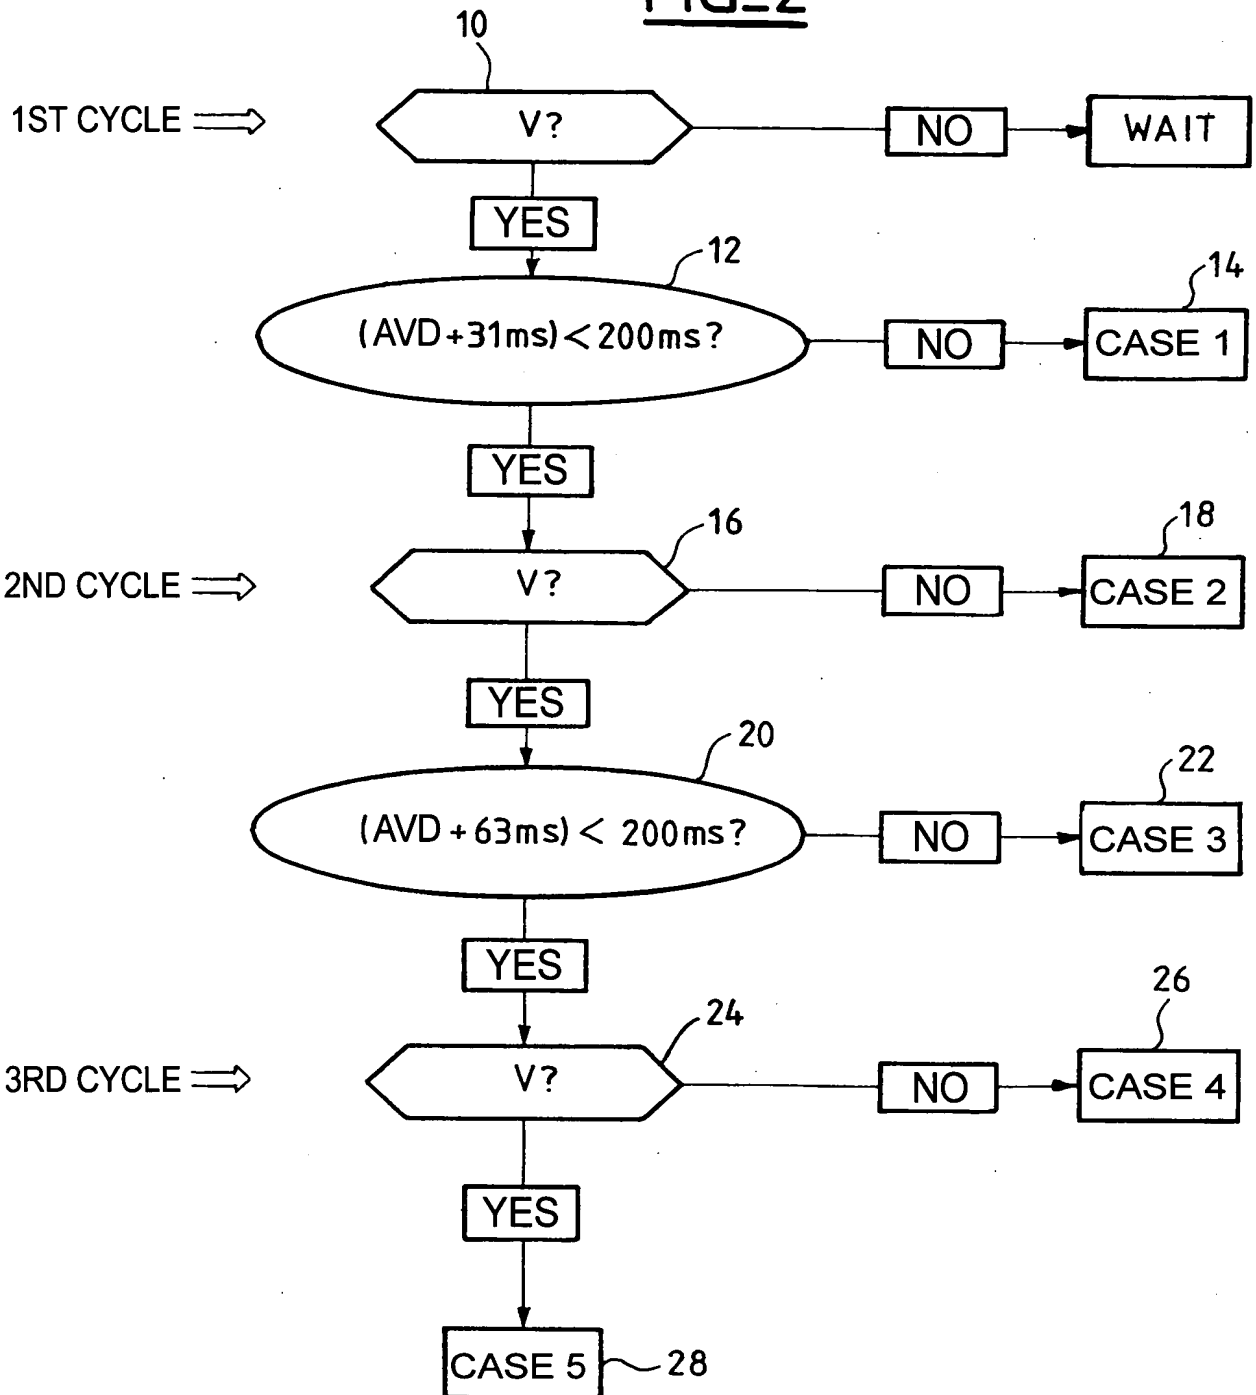 FIG_2
10
1ST CYCLE
V?
NO
WAIT
YES
12
14
(AVD+31ms)<200ms?
NO
CASE 1
YES
16
18
2ND CYCLE
V?
NO
CASE 2
YES
20
22
(AVD+63ms)< 200ms?
NO
CASE 3
YES
24
26
3RD CYCLE
V?
NO
CASE 4
YES
CASE 5
28